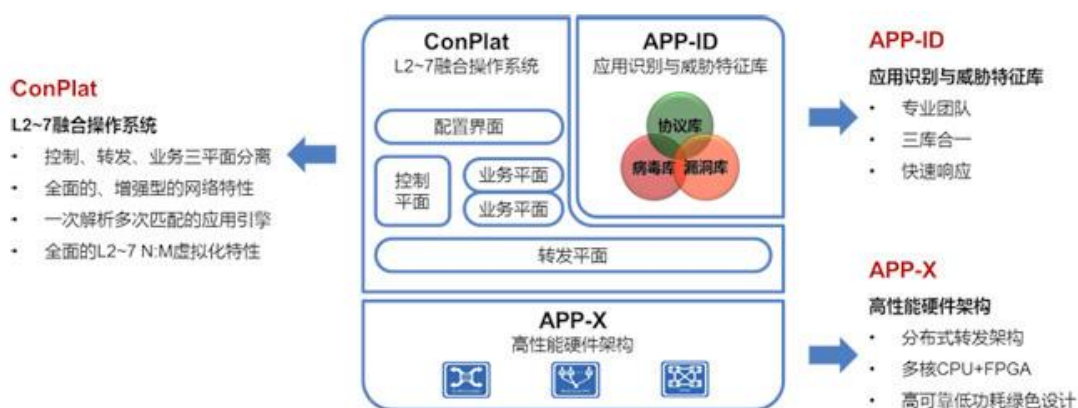 ConPlat
L2~7融合操作系统
控制、转发、业务三平面分离
全面的、增强型的网络特性
一次解析多次匹配的应用引擎
全面的L2~7 N:M虚拟化特性
ConPlat
L2~7融合操作系统
配置界面
控制
平面
业务平面
业务平面
转发平面
APP-ID
应用识别与威胁特征库
协议库
病毒库
漏洞库
APP-X
高性能硬件架构
APP-ID
应用识别与威胁特征库
专业团队
三库合一
快速响应
APP-X
高性能硬件架构
分布式转发架构
多核CPU+FPGA
高可靠低功耗绿色设计